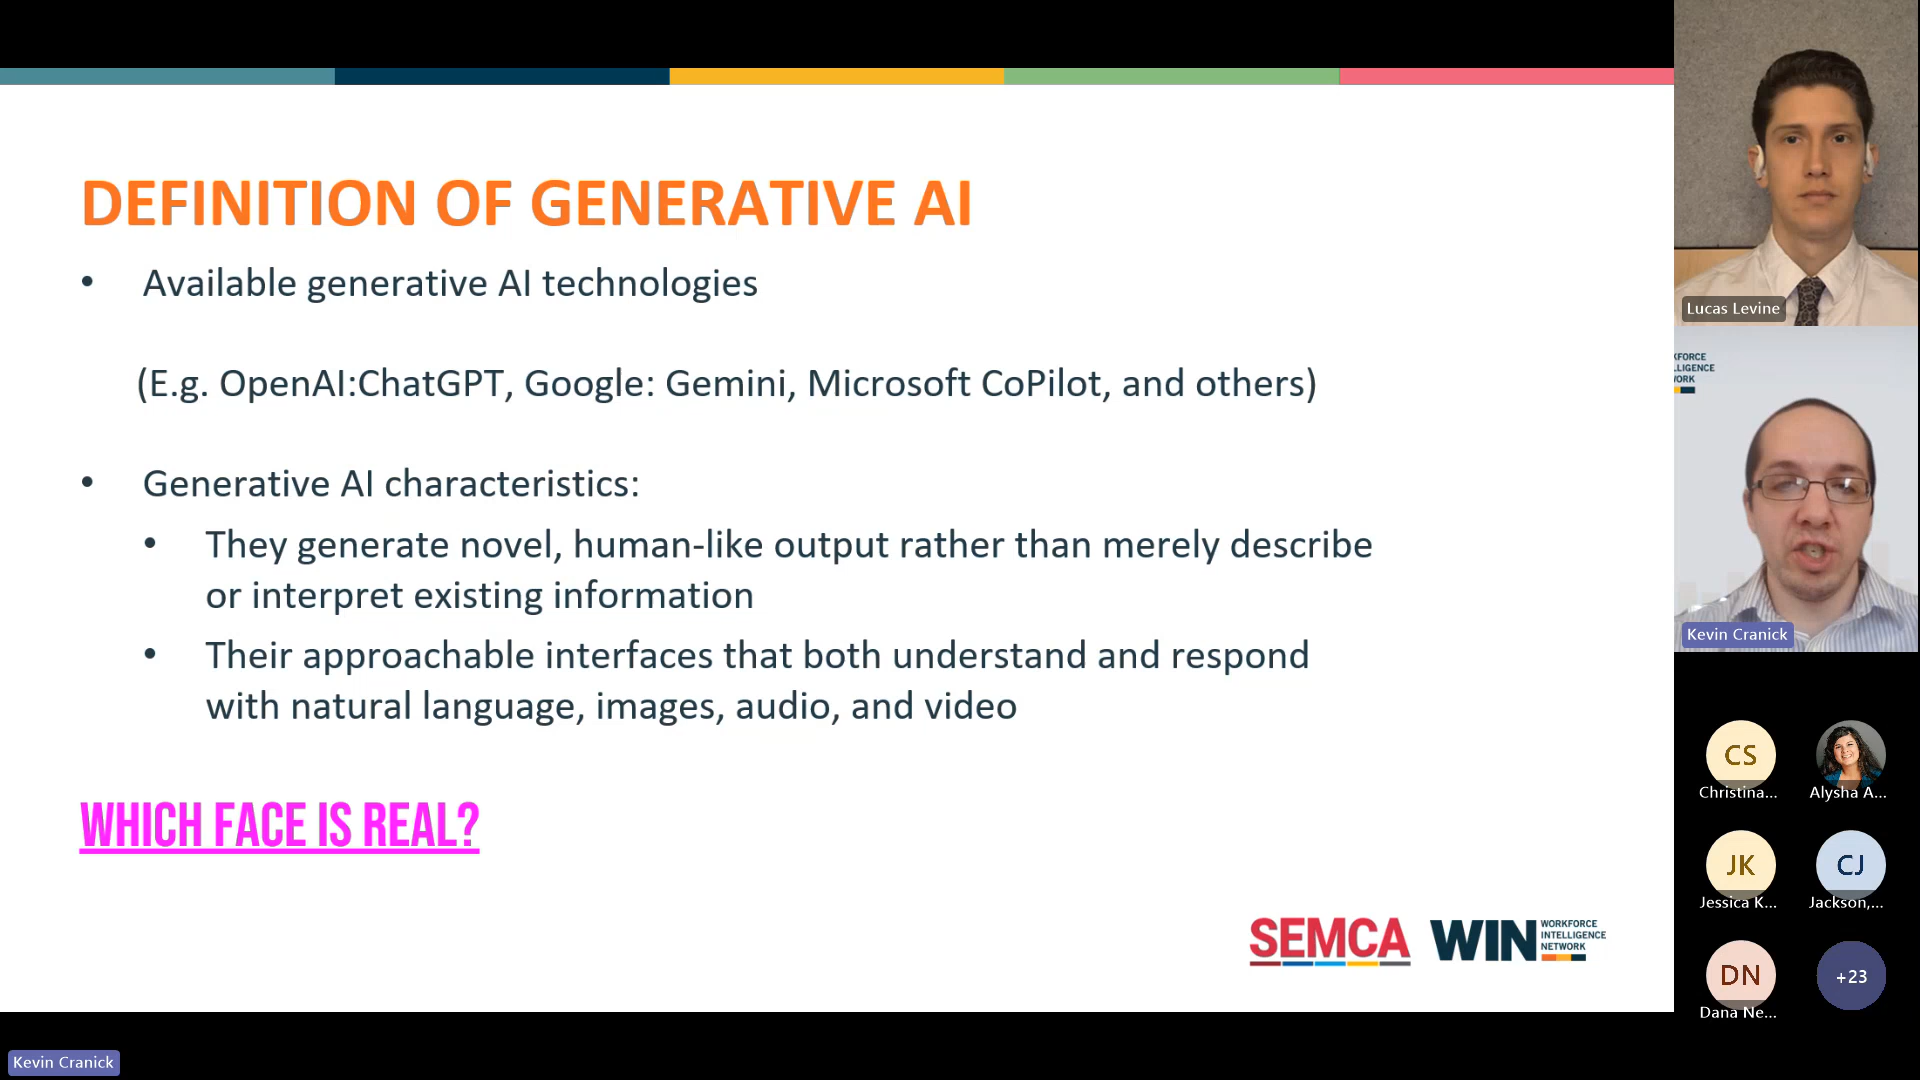 DEFINITION OF GENERATIVE AI
• Available generative AI technologies
(E.g. OpenAI:ChatGPT, Google: Gemini, Microsoft CoPilot, and others)
• Generative AI characteristics:
• They generate novel, human-like output rather than merely describe
or interpret existing information
• Their approachable interfaces that both understand and respond
with natural language, images, audio, and video
WHICH FACE IS REAL?
SEMCA
WIN
WORKFORCE
INTELLIGENCE
NETWORK
Lucas Levine
KFORCE
LLIGENCE
WORK
Kevin Cranick
CS
Christina...
Alysha A...
JK
Jessica K...
CJ
Jackson,...
DN
Dana Ne...
+23
Kevin Cranick